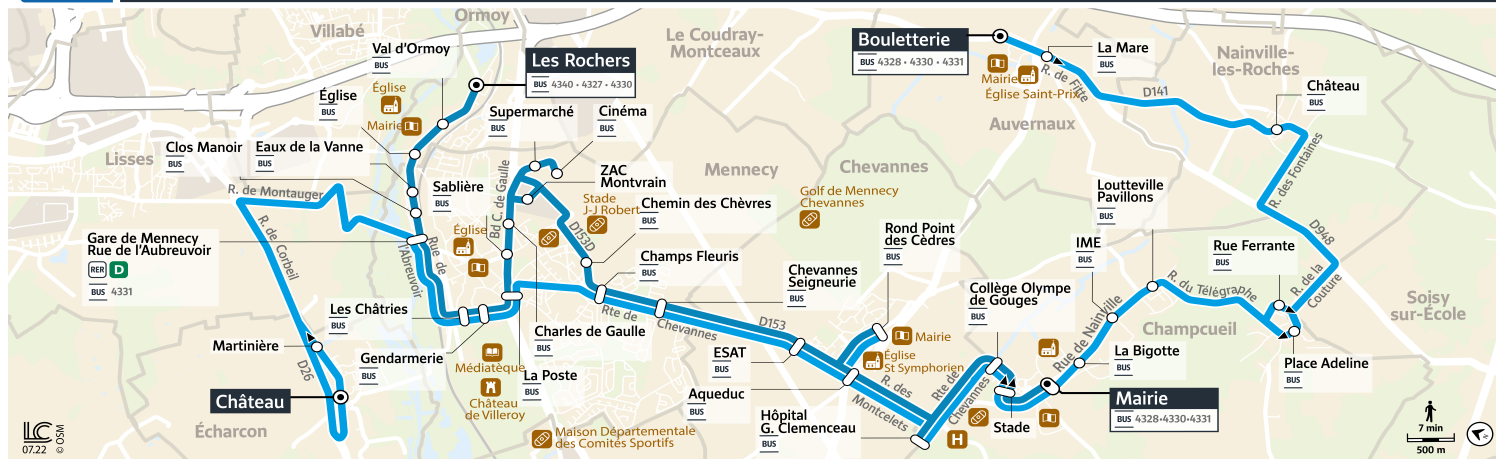 Ormoy
Villabé
Val d'Ormoy
BUS
Les Rochers
BUS 4340 • 4327 • 4330
Le Coudray-
Montceaux
Bouletterie
BUS 4328 • 4330 • 4331
La Mare
BUS
Nainville-
les-Roches
Mairie
Église Saint-Prix
R. de Fitte
D141
Château
BUS
Église
BUS
Église
Mairie
Supermarché
BUS
Cinéma
BUS
Auvernaux
Lisses
Clos Manoir
BUS
Eaux de la Vanne
BUS
R. de Montauger
Sablière
BUS
Bd C. de Gaulle
ZAC
Montvrain
BUS
Mennecy
Chevannes
Golf de Mennecy
Chevannes
Loutteville
Pavillons
BUS
R. des Fontaines
Stade
J-J Robert
D153D
Chemin des Chèvres
BUS
R. de Corbeil
Gare de Mennecy
Rue de l'Aubreuvoir
RER D
BUS 4331
Rue de
l'Abreuvoir
Église
Champs Fleuris
BUS
Rond Point
des Cèdres
BUS
IME
BUS
Rue Ferrante
BUS
D948
R. de la
Couture
Chevannes
Seigneurie
BUS
Collège Olympe
de Gouges
BUS
R. du Télégraphe
Soisy
sur-École
Les Châtries
BUS
Rte de
Chevannes
D153
Champcueil
Rue de Nainville
Charles de Gaulle
BUS
Martinière
D26
Gendarmerie
BUS
Médiatèque
Château
de Villeroy
La Poste
BUS
ESAT
BUS
Mairie
Église
St Symphorien
La Bigotte
BUS
Place Adeline
BUS
Château
Aqueduc
BUS
R. des
Montcelets
Rte de
Chevannes
Mairie
BUS 4328•4330•4331
Hôpital
G. Clemenceau
BUS
H
Stade
Écharcon
Maison Départementale
des Comités Sportifs
LC
07.22
© OSM
7 min
500 m